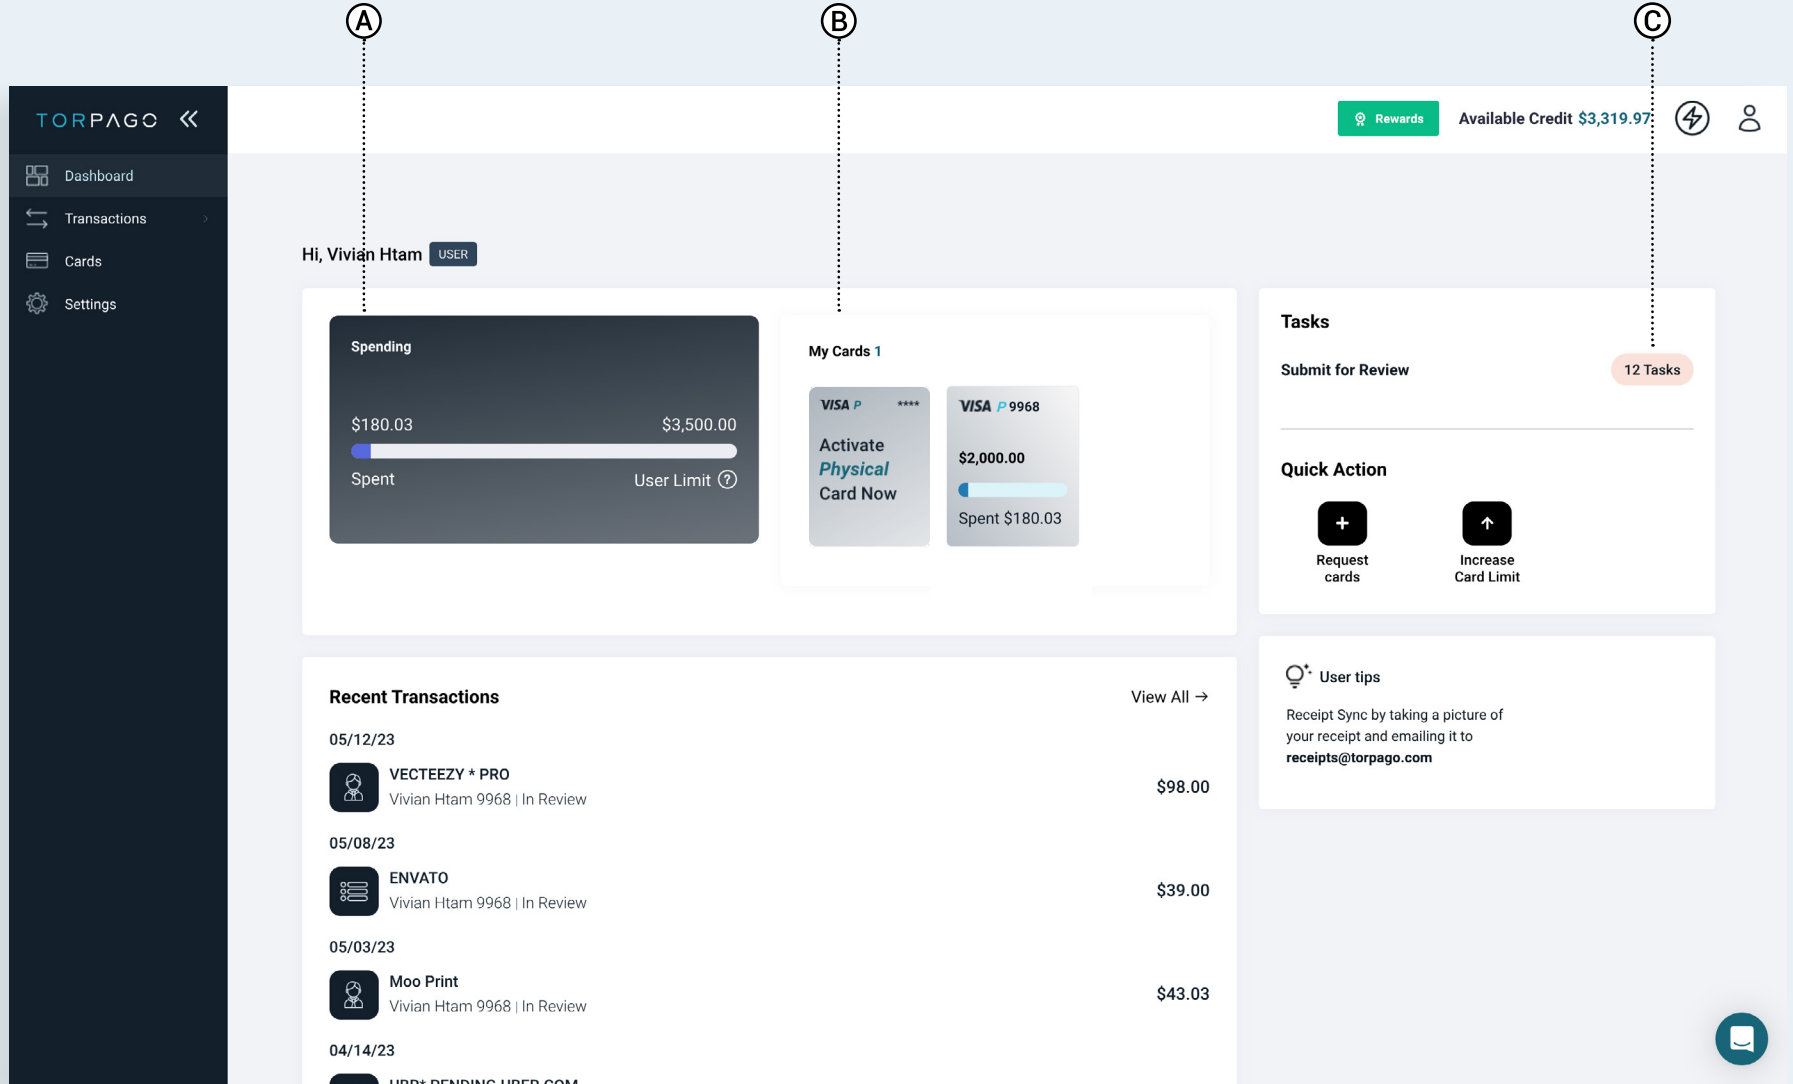 A
B
C
TORPAGO
Rewards
Available Credit $3,319.97
Dashboard
Transactions
Cards
Settings
Hi, Vivian Htam USER
Spending
$180.03 $3,500.00
Spent User Limit ?
My Cards 1
VISA P ****
Activate
Physical
Card Now
VISA P 9968
$2,000.00
Spent $180.03
Tasks
Submit for Review 12 Tasks
Quick Action
Request
cards
Increase
Card Limit
User tips
Receipt Sync by taking a picture of
your receipt and emailing it to
receipts@torpago.com
Recent Transactions View All →
05/12/23
VECTEEZY * PRO
Vivian Htam 9968 | In Review
$98.00
05/08/23
ENVATO
Vivian Htam 9968 | In Review
$39.00
05/03/23
Moo Print
Vivian Htam 9968 | In Review
$43.03
04/14/23